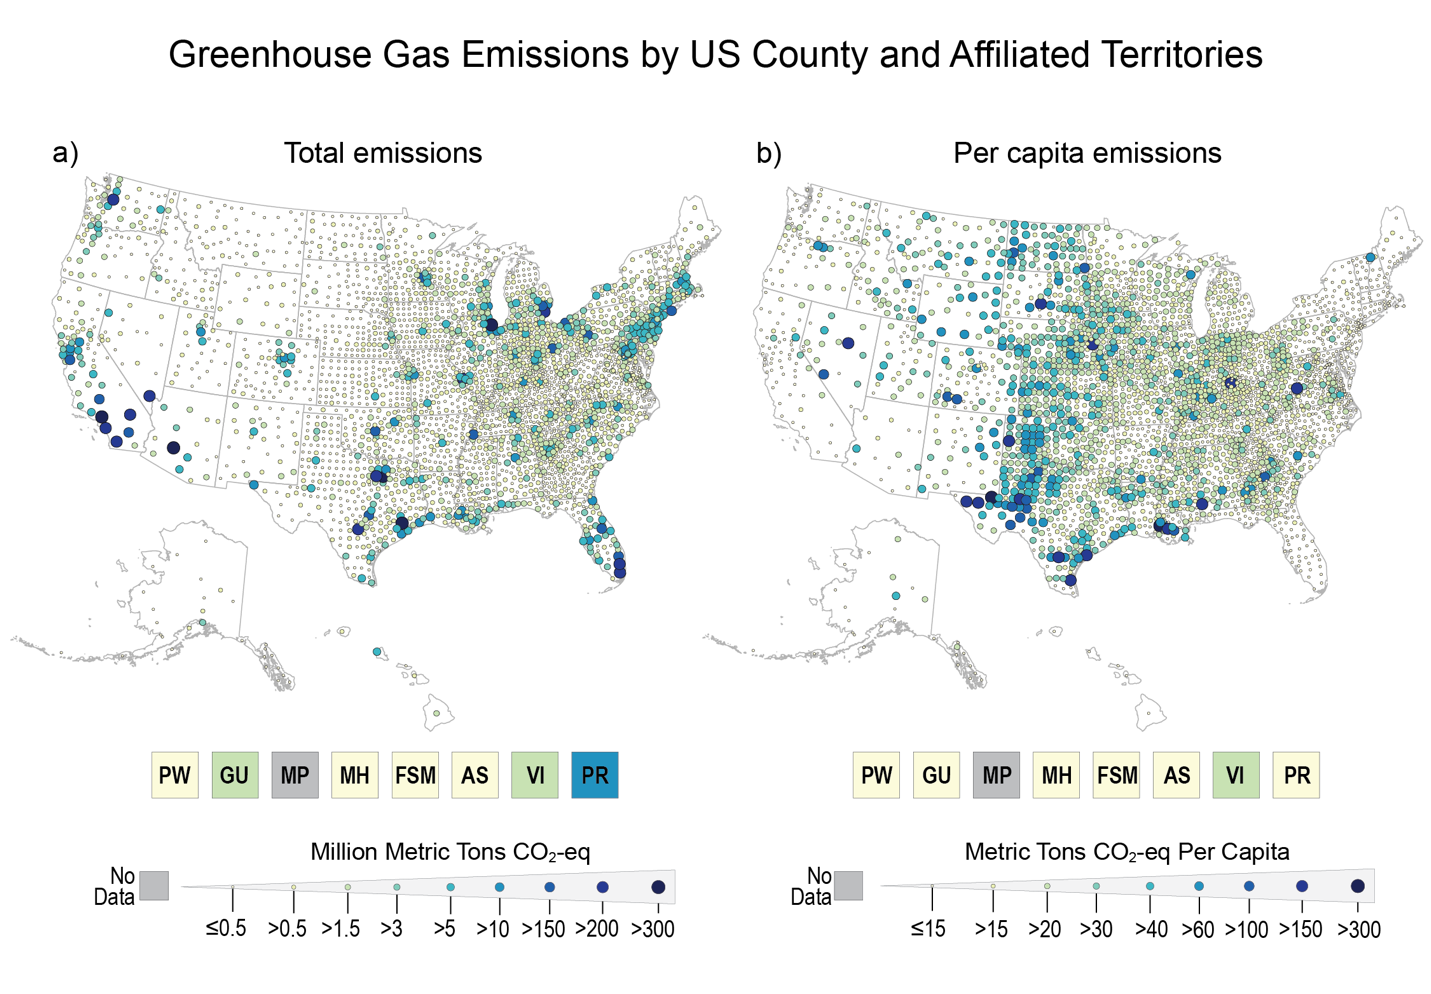 Greenhouse Gas Emissions by US County and Affiliated Territories
a) Total emissions
b) Per capita emissions
PW GU MP MH FSM AS VI PR
PW GU MP MH FSM AS VI PR
Million Metric Tons CO₂-eq
No
Data
≤0.5 >0.5 >1.5 >3 >5 >10 >150 >200 >300
Metric Tons CO₂-eq Per Capita
No
Data
≤15 >15 >20 >30 >40 >60 >100 >150 >300